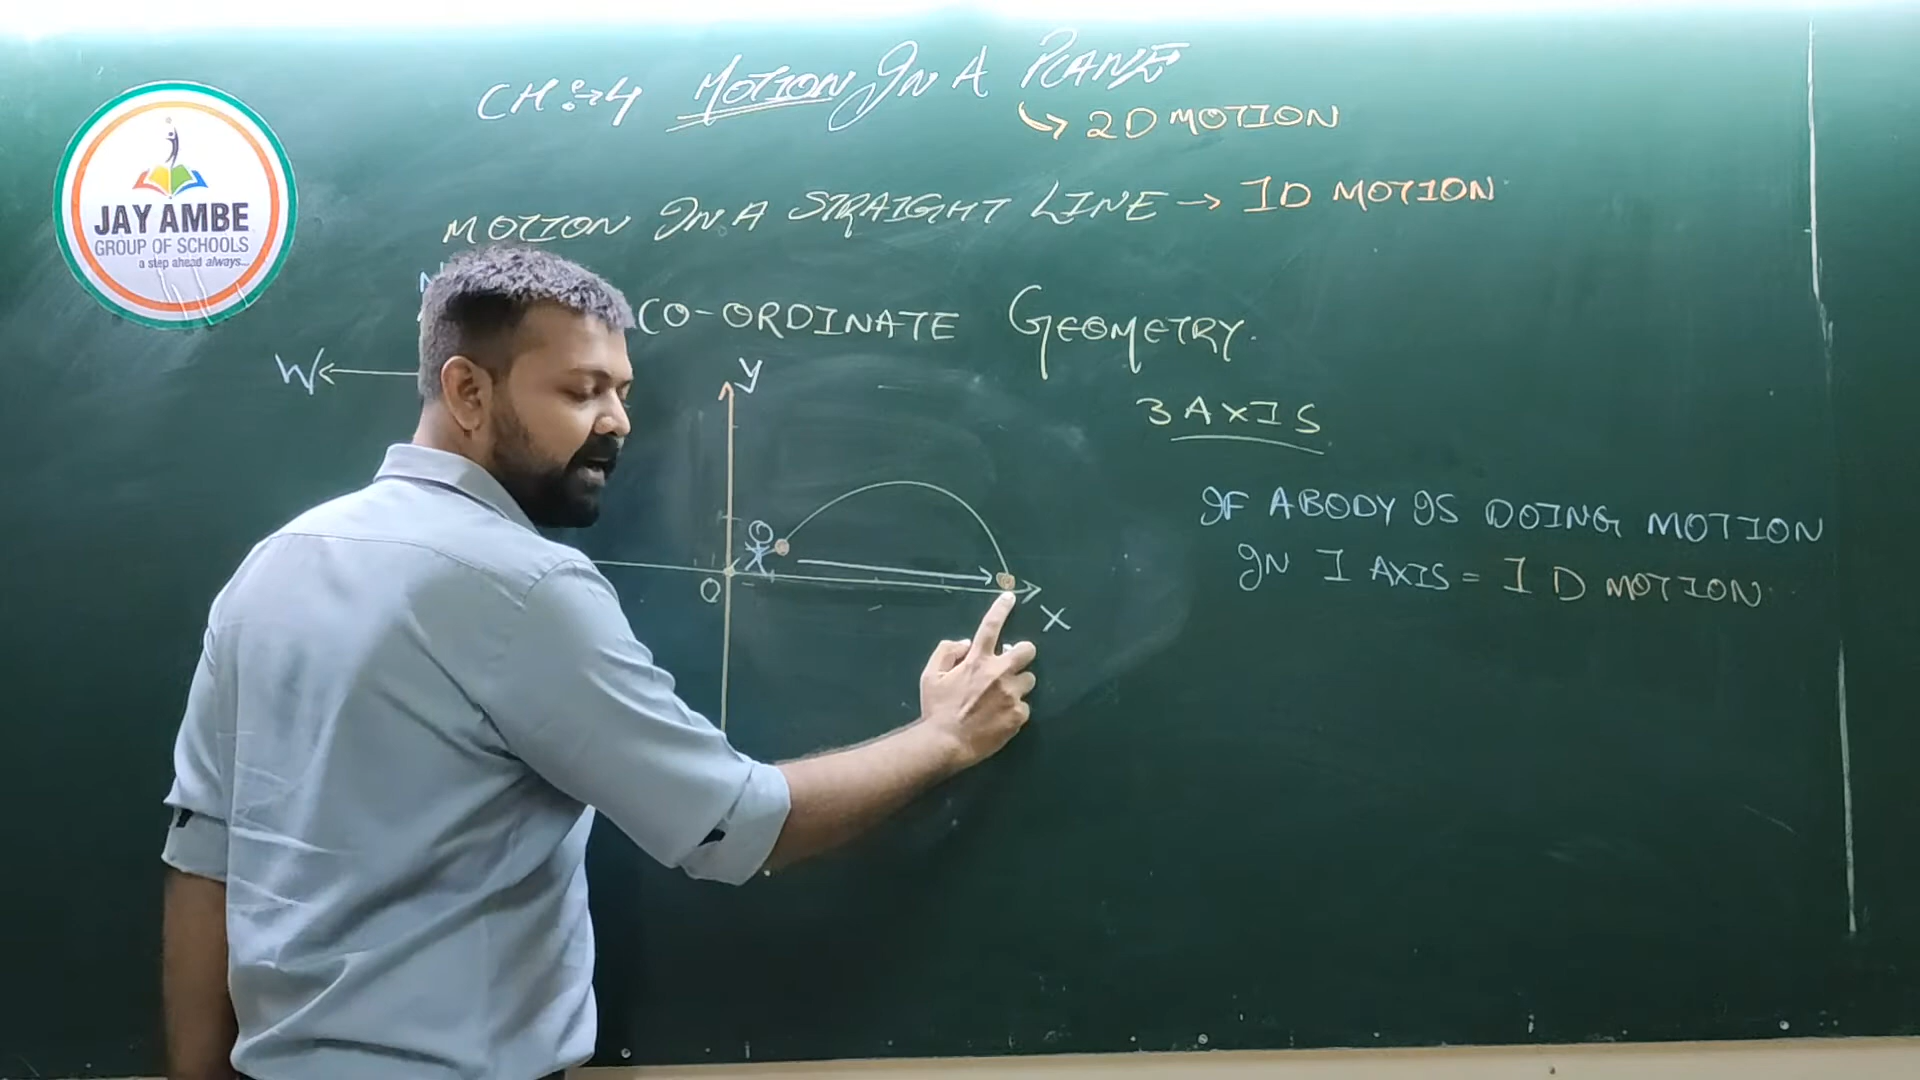 CH:-4 MOTION IN A PLANE
↳ 2D MOTION
MOTION IN A STRAIGHT LINE → 1D MOTION
JAY AMBE
GROUP OF SCHOOLS
a step ahead always...
N
CO-ORDINATE GEOMETRY.
W
y
3 AXIS
IF A BODY IS DOING MOTION
IN 1 AXIS = 1 D MOTION
O
X